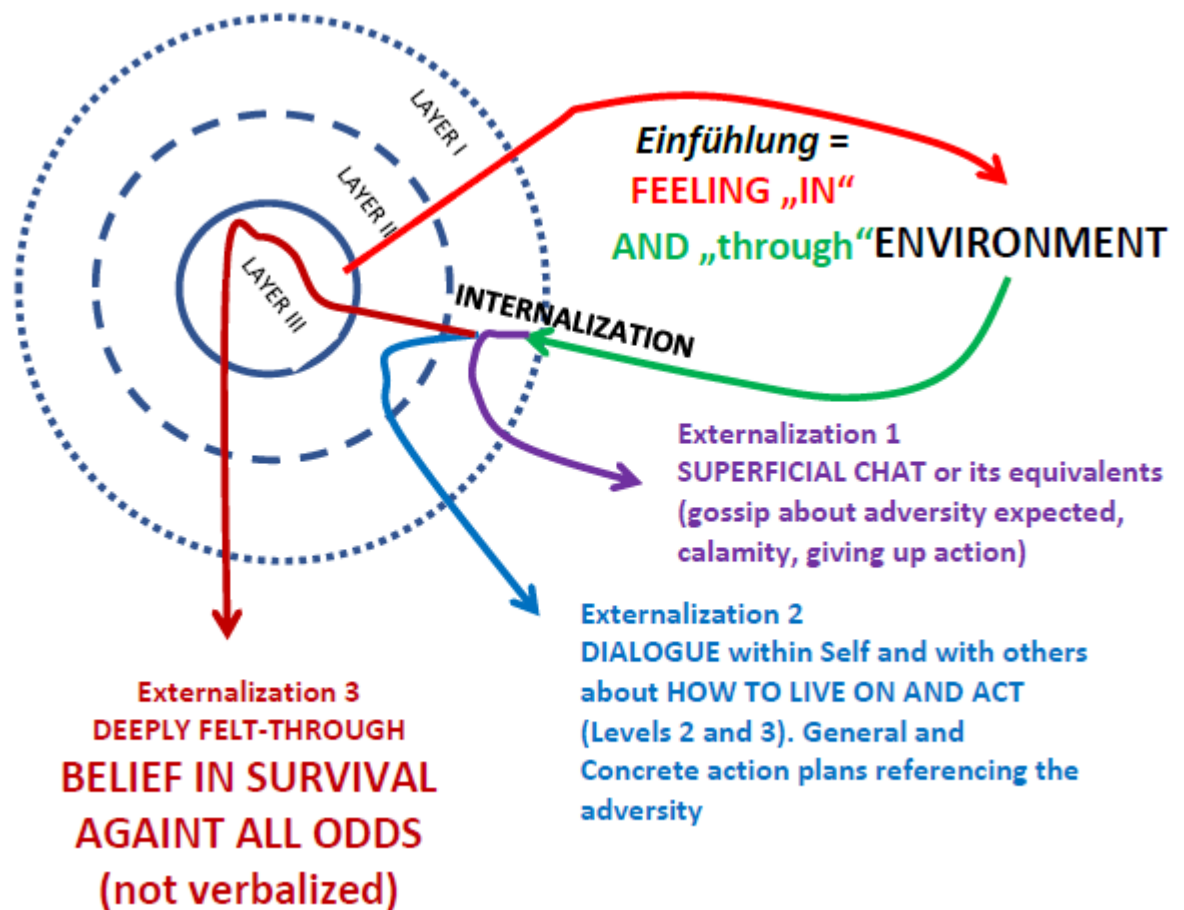 LAYER I
LAYER II
LAYER III
Einfühlung =
FEELING „IN“
AND „through“ ENVIRONMENT
INTERNALIZATION
Externalization 1
SUPERFICIAL CHAT or its equivalents
(gossip about adversity expected,
calamity, giving up action)
Externalization 2
DIALOGUE within Self and with others
about HOW TO LIVE ON AND ACT
(Levels 2 and 3). General and
Concrete action plans referencing the
adversity
Externalization 3
DEEPLY FELT-THROUGH
BELIEF IN SURVIVAL
AGAINT ALL ODDS
(not verbalized)